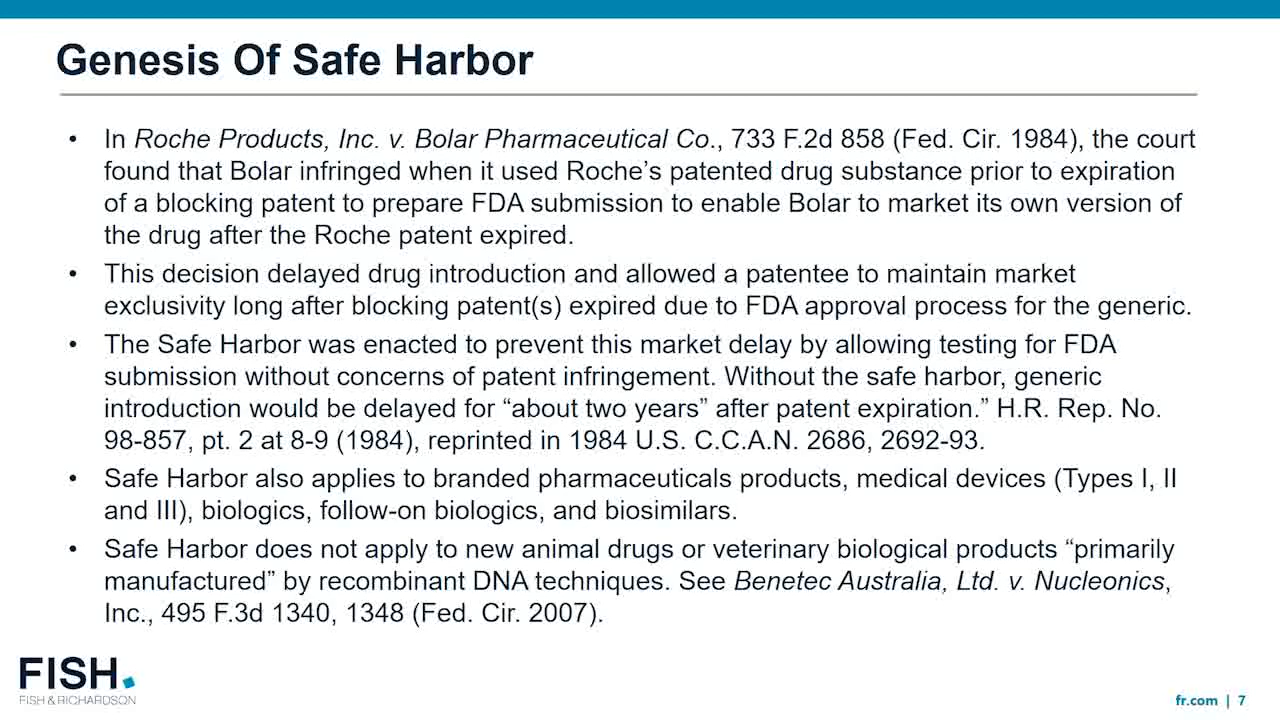 Genesis Of Safe Harbor
• In Roche Products, Inc. v. Bolar Pharmaceutical Co., 733 F.2d 858 (Fed. Cir. 1984), the court
found that Bolar infringed when it used Roche’s patented drug substance prior to expiration
of a blocking patent to prepare FDA submission to enable Bolar to market its own version of
the drug after the Roche patent expired.
• This decision delayed drug introduction and allowed a patentee to maintain market
exclusivity long after blocking patent(s) expired due to FDA approval process for the generic.
• The Safe Harbor was enacted to prevent this market delay by allowing testing for FDA
submission without concerns of patent infringement. Without the safe harbor, generic
introduction would be delayed for “about two years” after patent expiration.” H.R. Rep. No.
98-857, pt. 2 at 8-9 (1984), reprinted in 1984 U.S. C.C.A.N. 2686, 2692-93.
• Safe Harbor also applies to branded pharmaceuticals products, medical devices (Types I, II
and III), biologics, follow-on biologics, and biosimilars.
• Safe Harbor does not apply to new animal drugs or veterinary biological products “primarily
manufactured” by recombinant DNA techniques. See Benetec Australia, Ltd. v. Nucleonics,
Inc., 495 F.3d 1340, 1348 (Fed. Cir. 2007).
FISH.
FISH & RICHARDSON
fr.com | 7